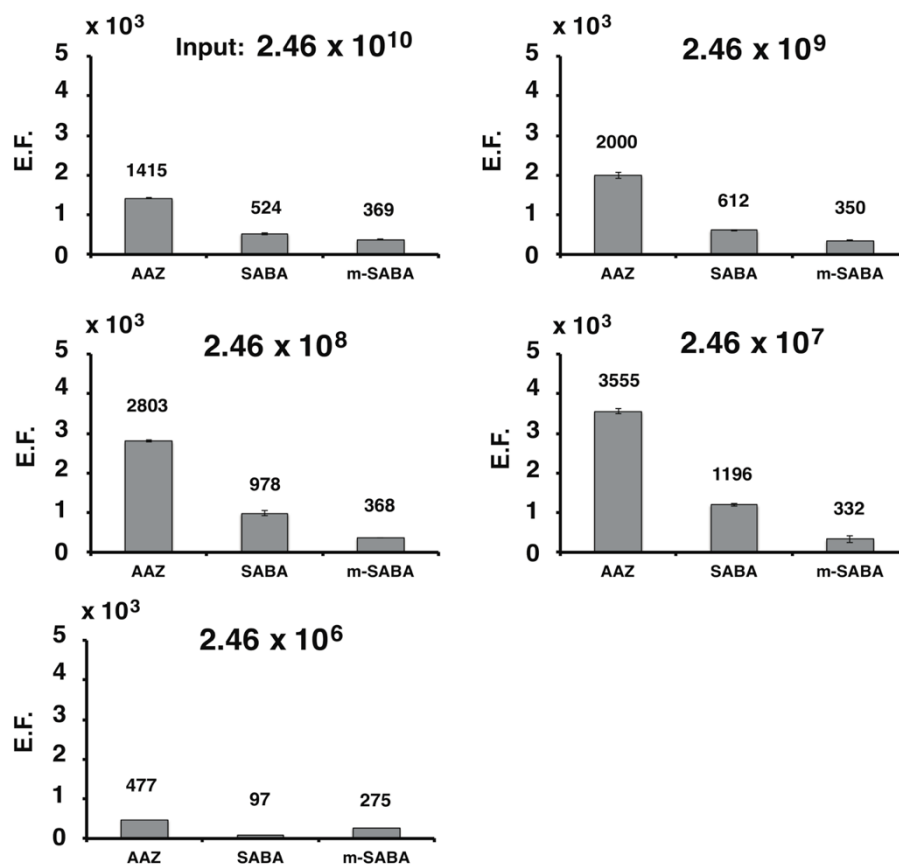 x 10³
Input: 2.46 x 10¹⁰
5
4
3
2
1
0
E.F.
1415
524
369
AAZ
SABA
m-SABA
x 10³
2.46 x 10⁹
5
4
3
2
1
0
E.F.
2000
612
350
AAZ
SABA
m-SABA
x 10³
2.46 x 10⁸
5
4
3
2
1
0
E.F.
2803
978
368
AAZ
SABA
m-SABA
x 10³
2.46 x 10⁷
5
4
3
2
1
0
E.F.
3555
1196
332
AAZ
SABA
m-SABA
x 10³
2.46 x 10⁶
5
4
3
2
1
0
E.F.
477
97
275
AAZ
SABA
m-SABA